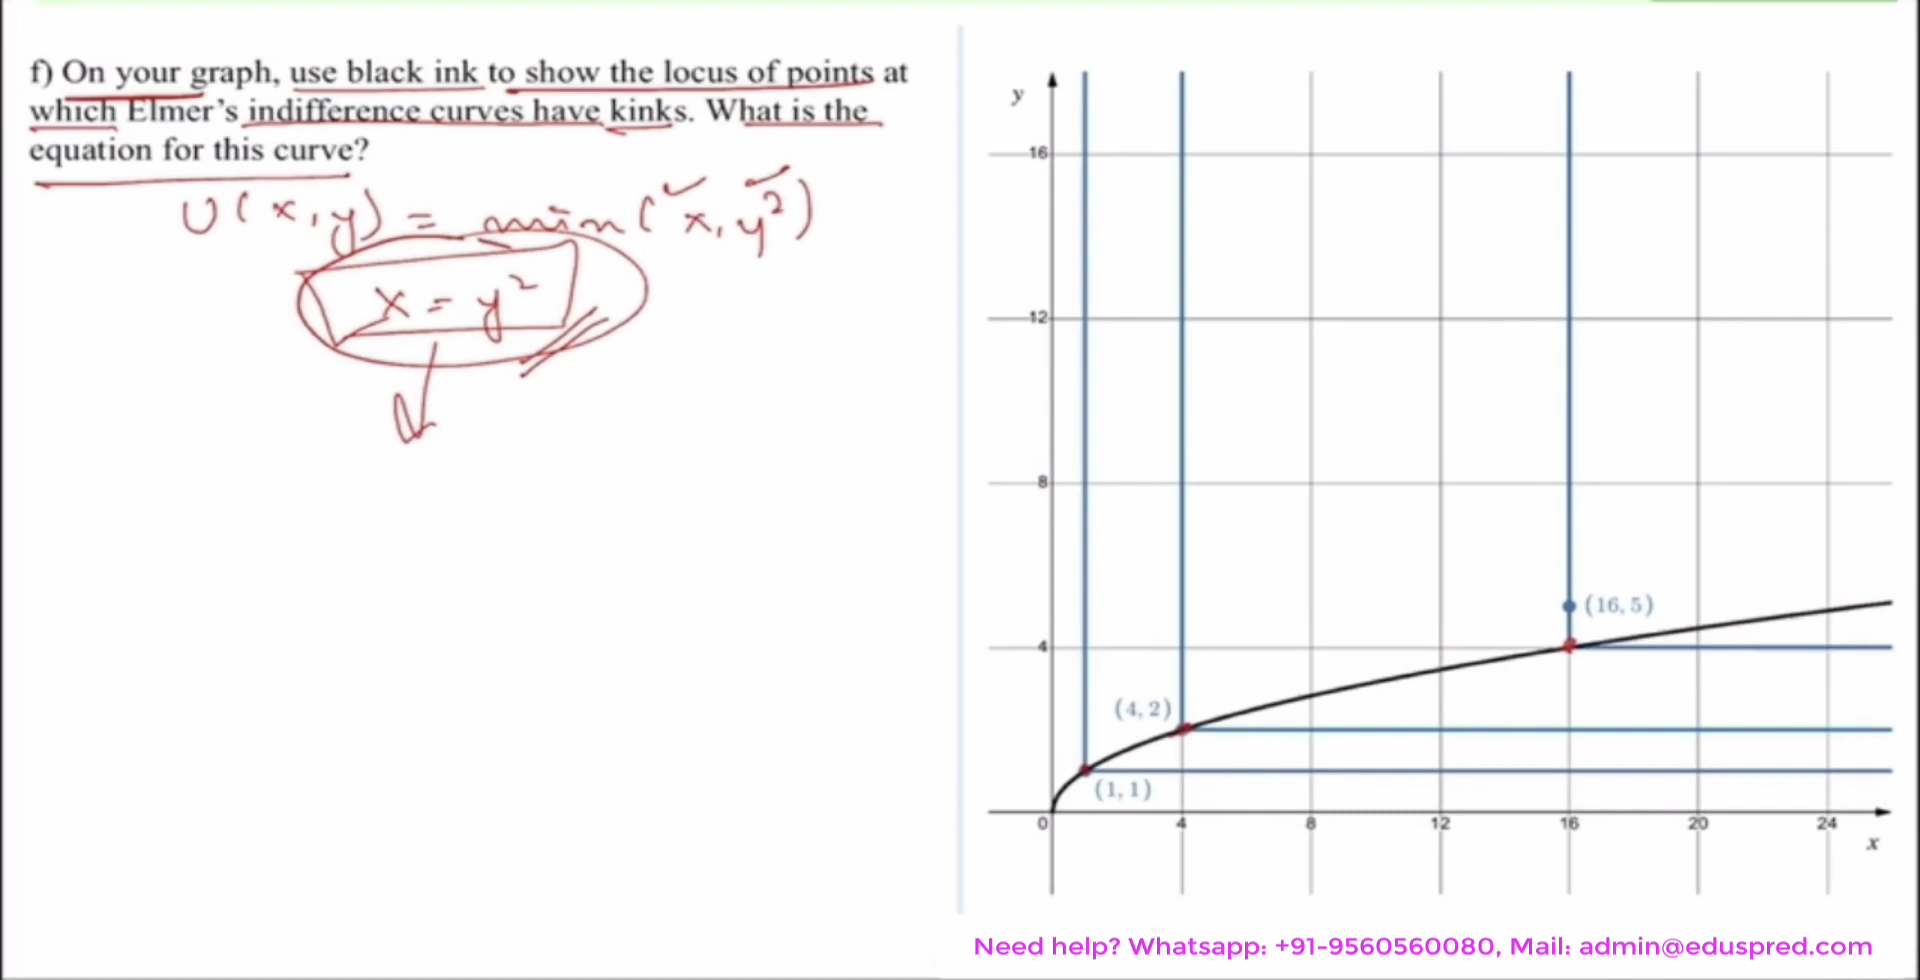 f) On your graph, use black ink to show the locus of points at
which Elmer's indifference curves have kinks. What is the
equation for this curve?
U(x,y) = min(x, y²)
x = y²
y
16
12
8
4
(16, 5)
(4, 2)
(1, 1)
0 4 8 12 16 20 24
x
Need help? Whatsapp: +91-9560560080, Mail: admin@eduspred.com